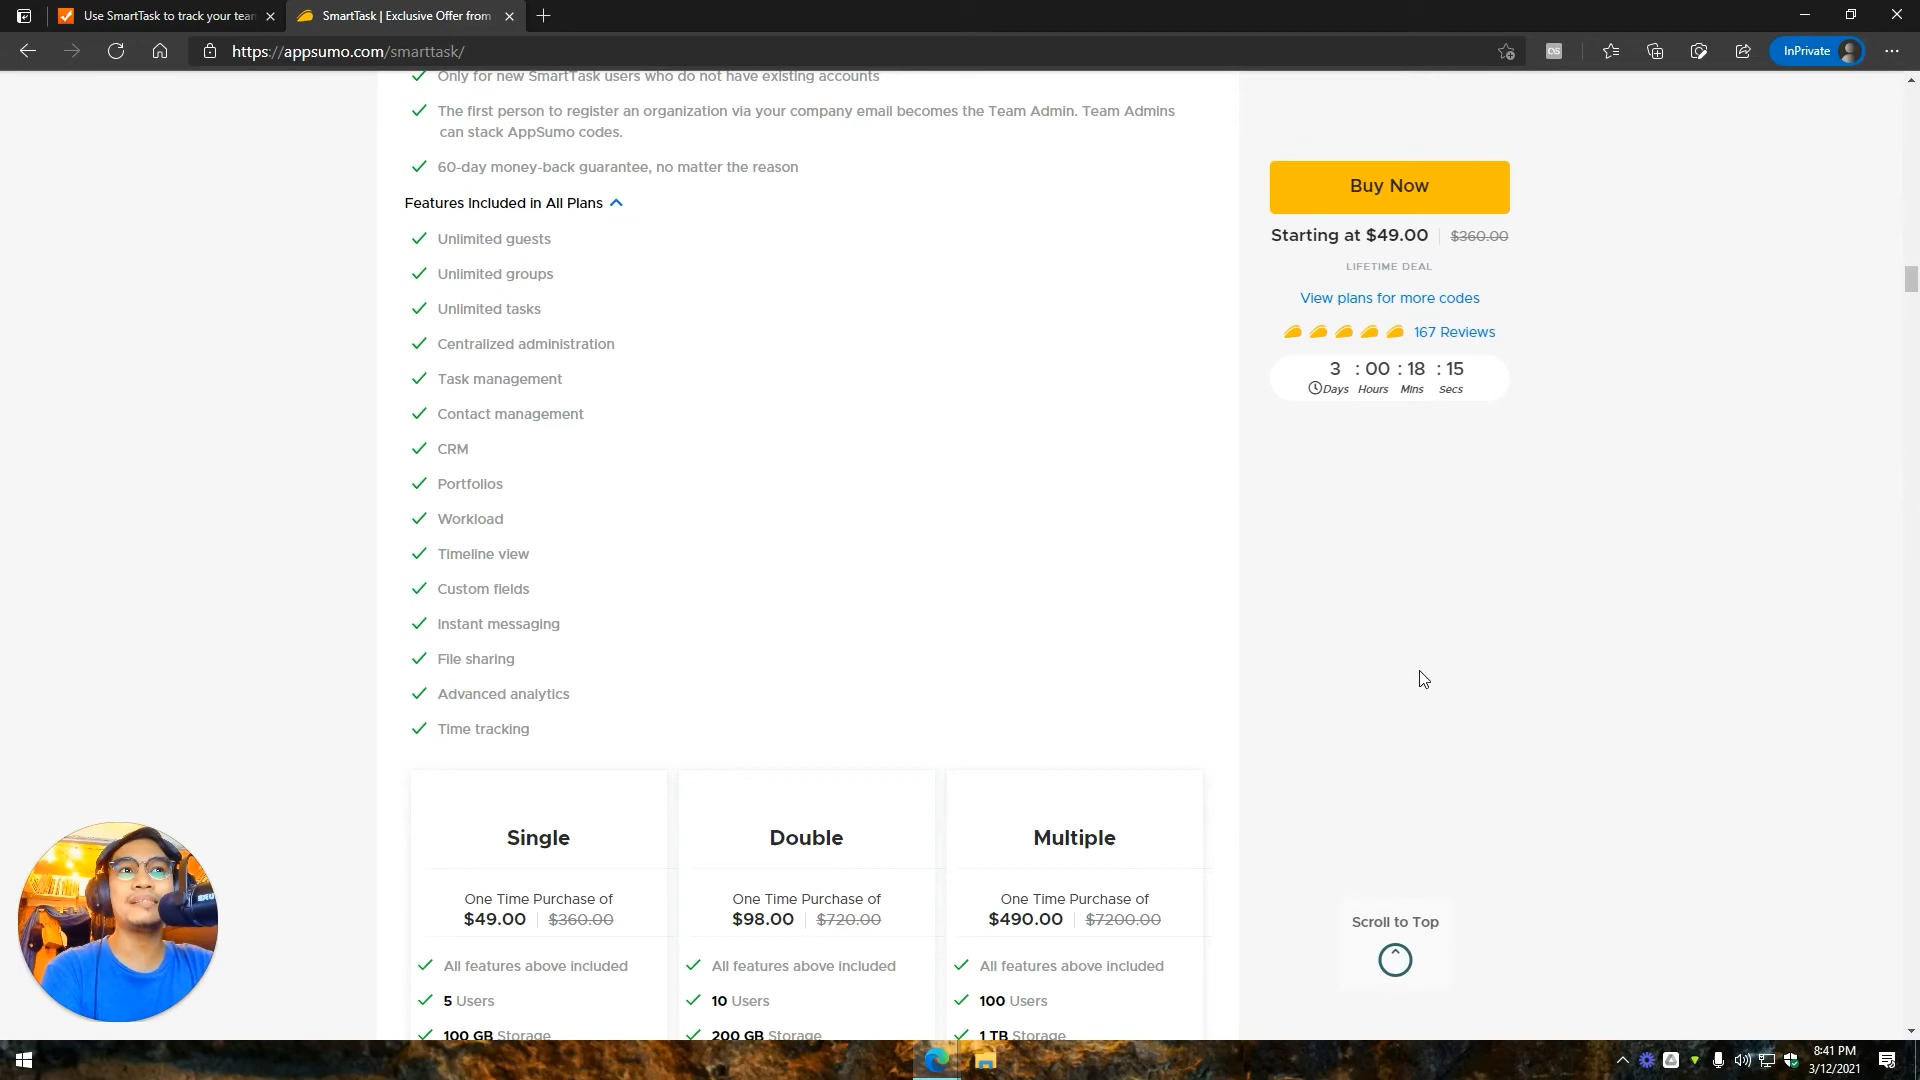 Use SmartTask to track your tean
SmartTask | Exclusive Offer from
https://appsumo.com/smarttask/
InPrivate
Only for new SmartTask users who do not have existing accounts
The first person to register an organization via your company email becomes the Team Admin. Team Admins
can stack AppSumo codes.
60-day money-back guarantee, no matter the reason
Features Included in All Plans
Unlimited guests
Unlimited groups
Unlimited tasks
Centralized administration
Task management
Contact management
CRM
Portfolios
Workload
Timeline view
Custom fields
Instant messaging
File sharing
Advanced analytics
Time tracking
Buy Now
Starting at $49.00 $360.00
LIFETIME DEAL
View plans for more codes
167 Reviews
3 : 00 : 18 : 15
Days Hours Mins Secs
Single
One Time Purchase of
$49.00 $360.00
All features above included
5 Users
100 GB Storage
Double
One Time Purchase of
$98.00 $720.00
All features above included
10 Users
200 GB Storage
Multiple
One Time Purchase of
$490.00 $7200.00
All features above included
100 Users
1 TB Storage
Scroll to Top
8:41 PM
3/12/2021